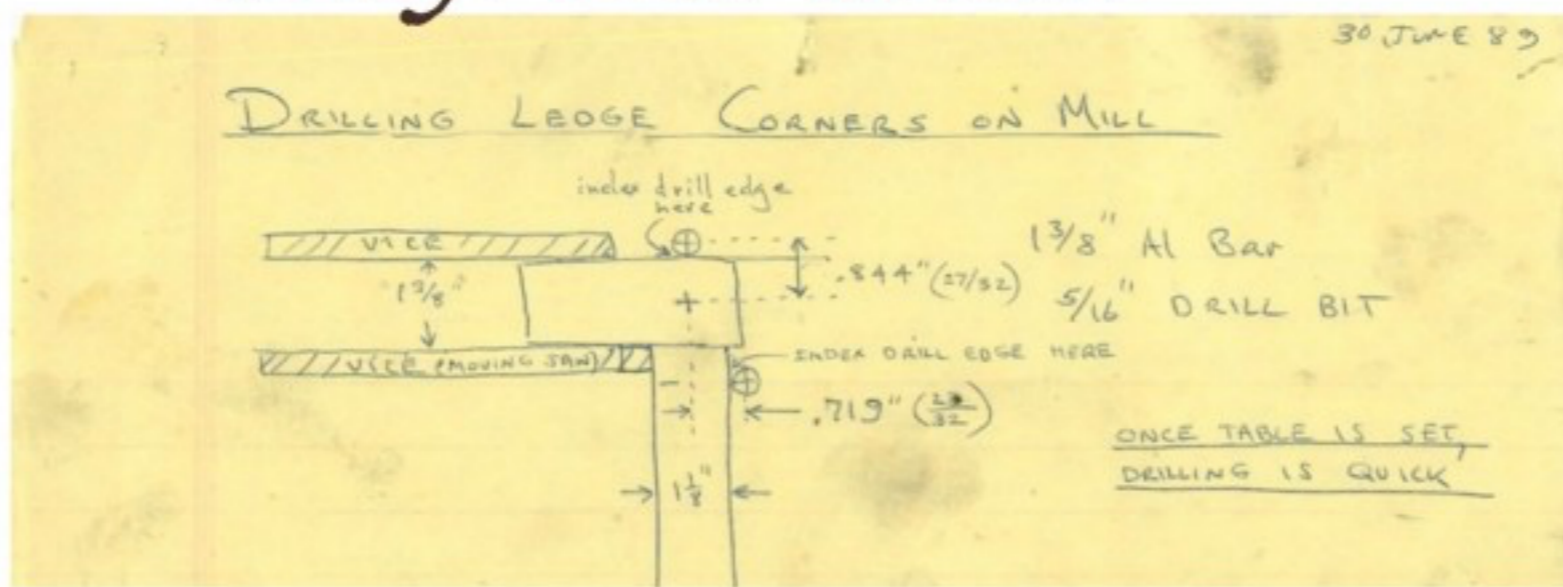 30 JUNE 89
DRILLING LEDGE CORNERS ON MILL
index drill edge
here
VICE
1 3/8" Al Bar
1 3/8"
.844" (27/32)
5/16" DRILL BIT
INDEX DRILL EDGE HERE
VICE (MOVING JAW)
.719" (23/32)
ONCE TABLE IS SET,
DRILLING IS QUICK
1 1/8"